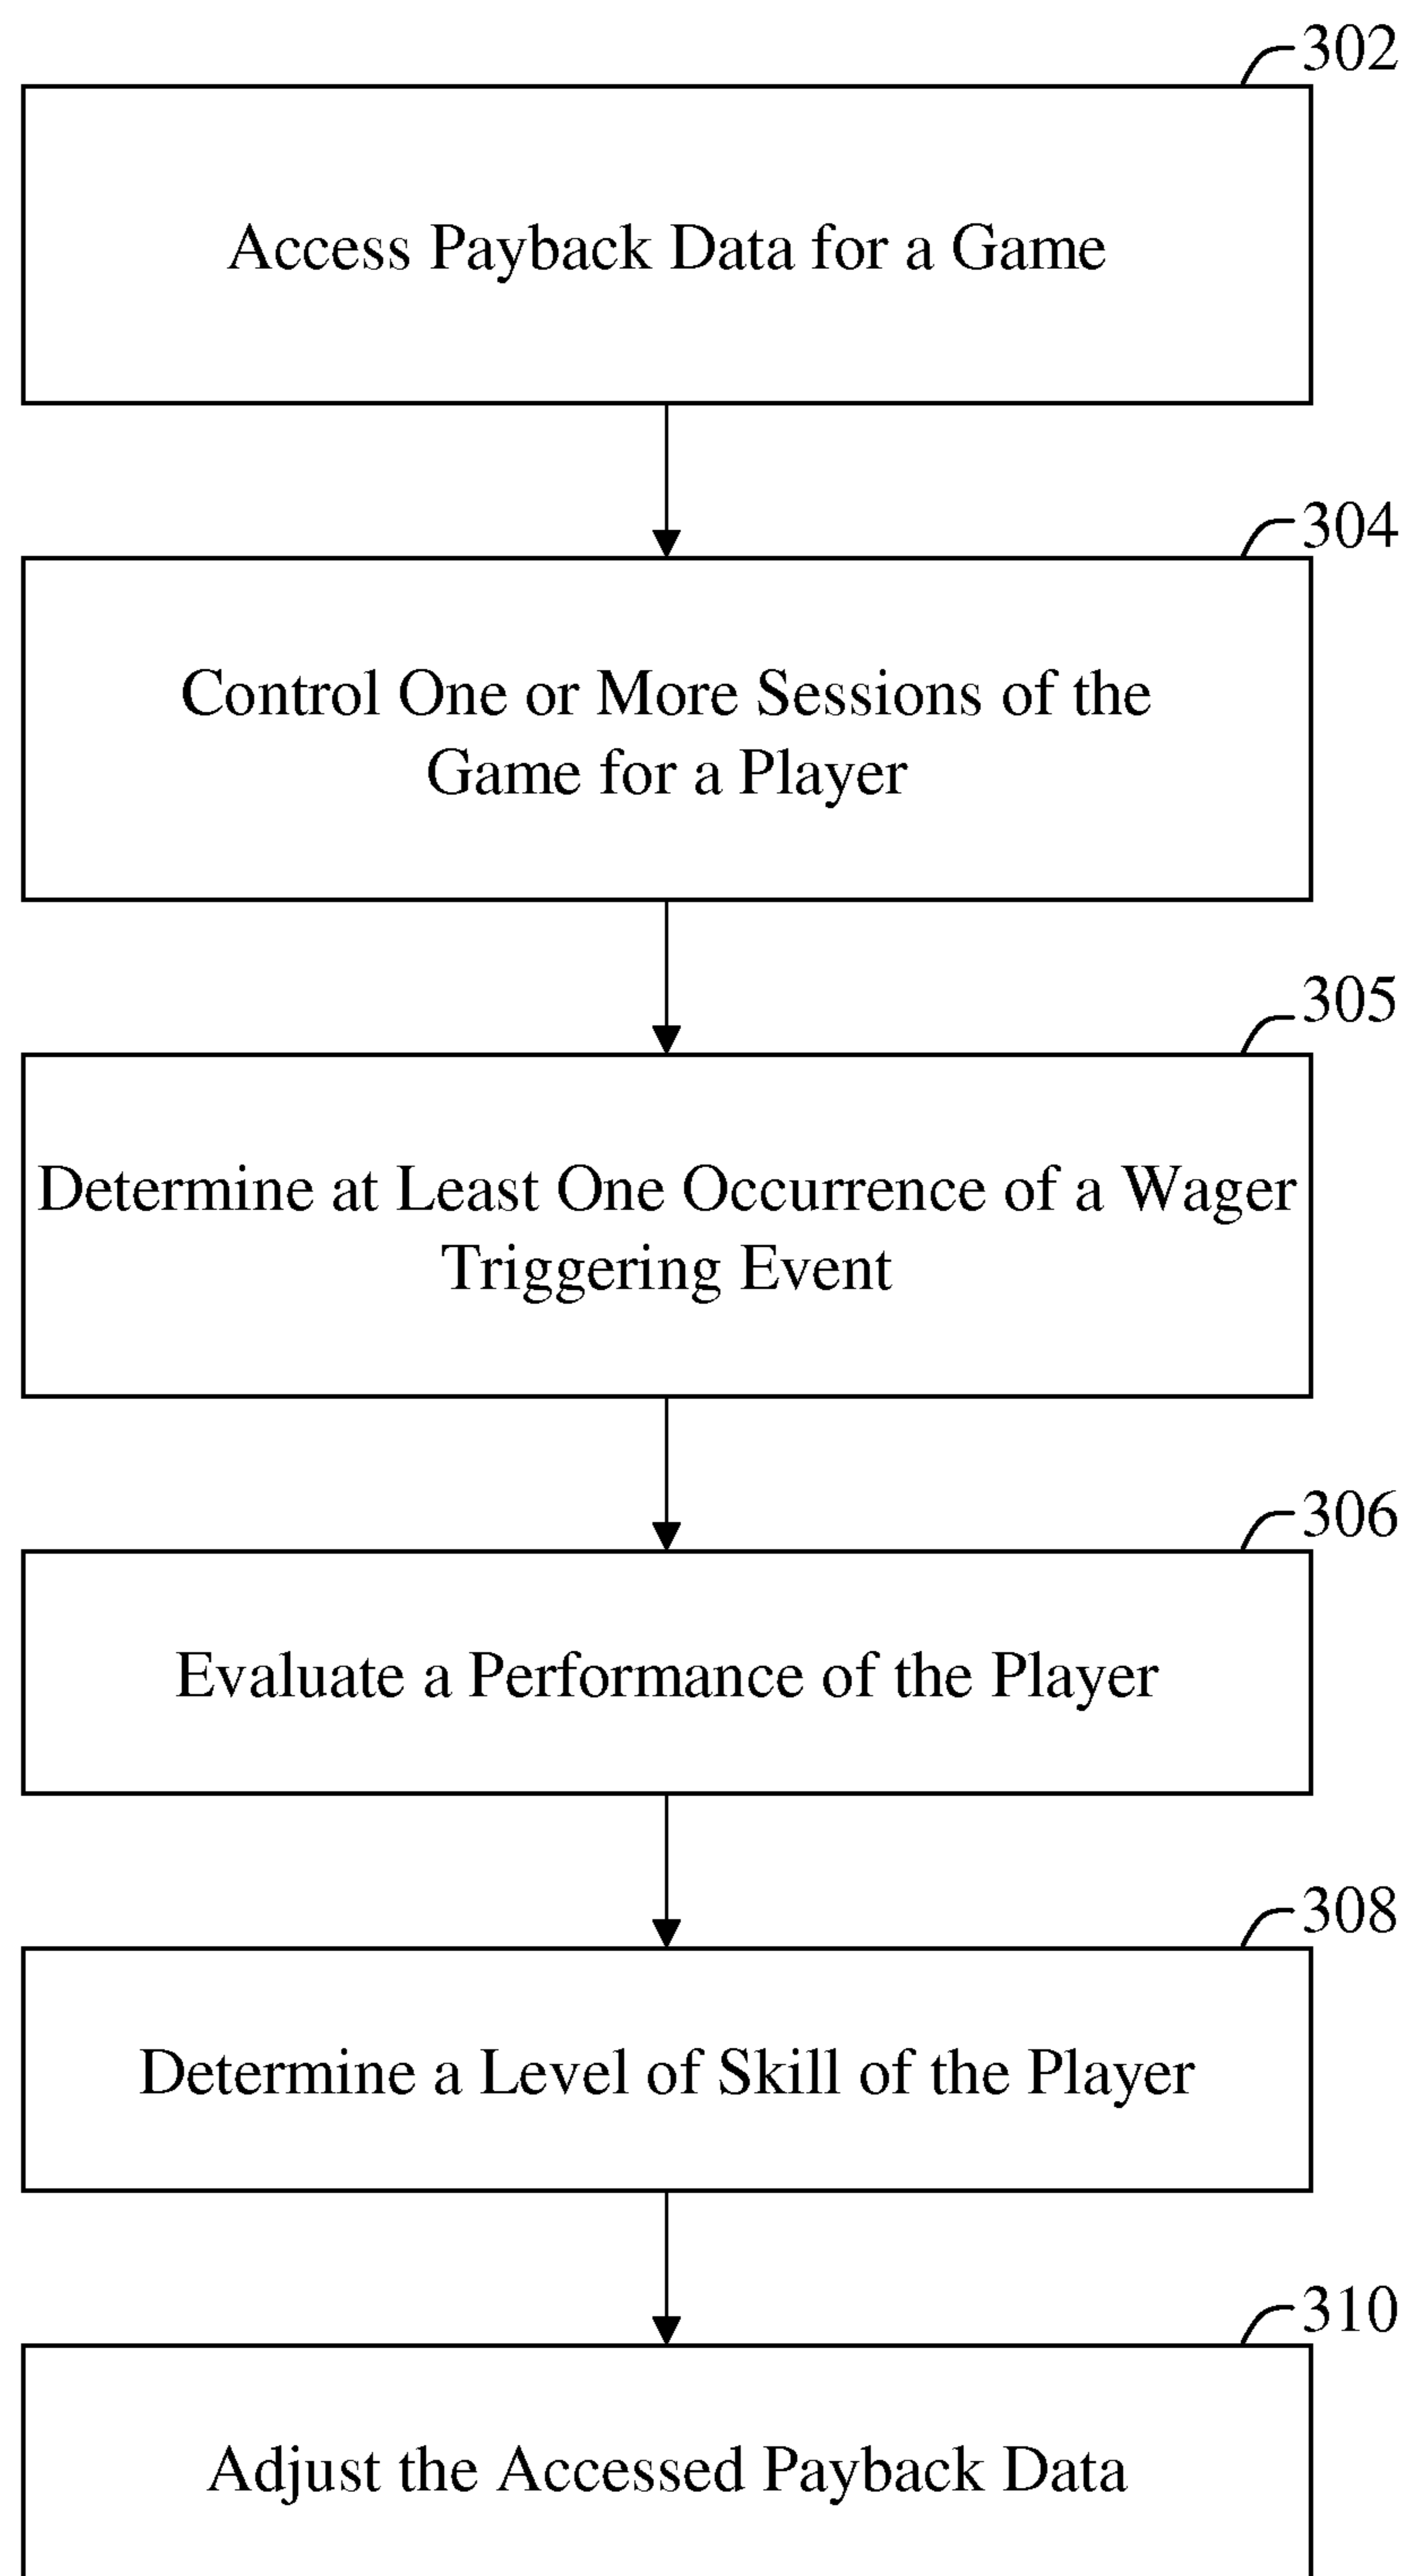 302
Access Payback Data for a Game
304
Control One or More Sessions of the
Game for a Player
305
Determine at Least One Occurrence of a Wager
Triggering Event
306
Evaluate a Performance of the Player
308
Determine a Level of Skill of the Player
310
Adjust the Accessed Payback Data